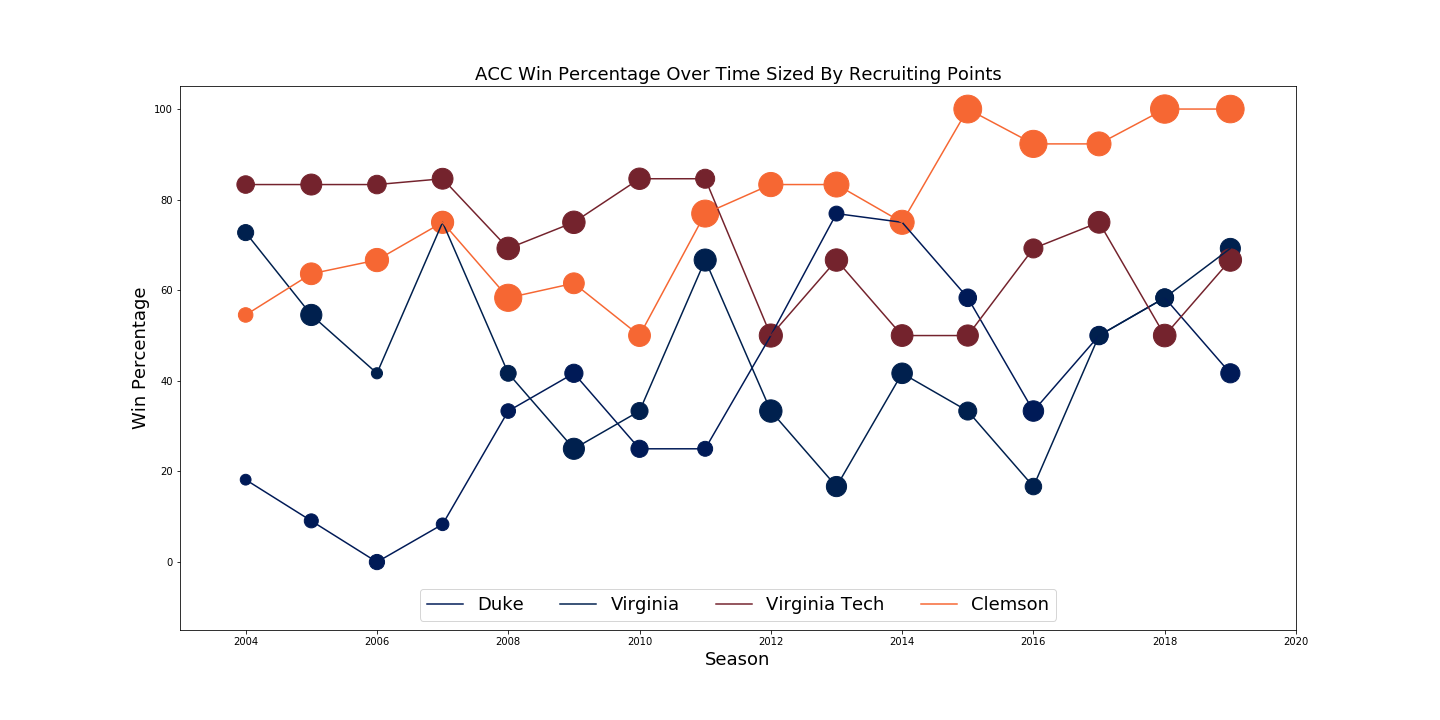 ACC Win Percentage Over Time Sized By Recruiting Points
Win Percentage
100
80
60
40
20
0
Duke Virginia Virginia Tech Clemson
2004 2006 2008 2010 2012 2014 2016 2018 2020
Season